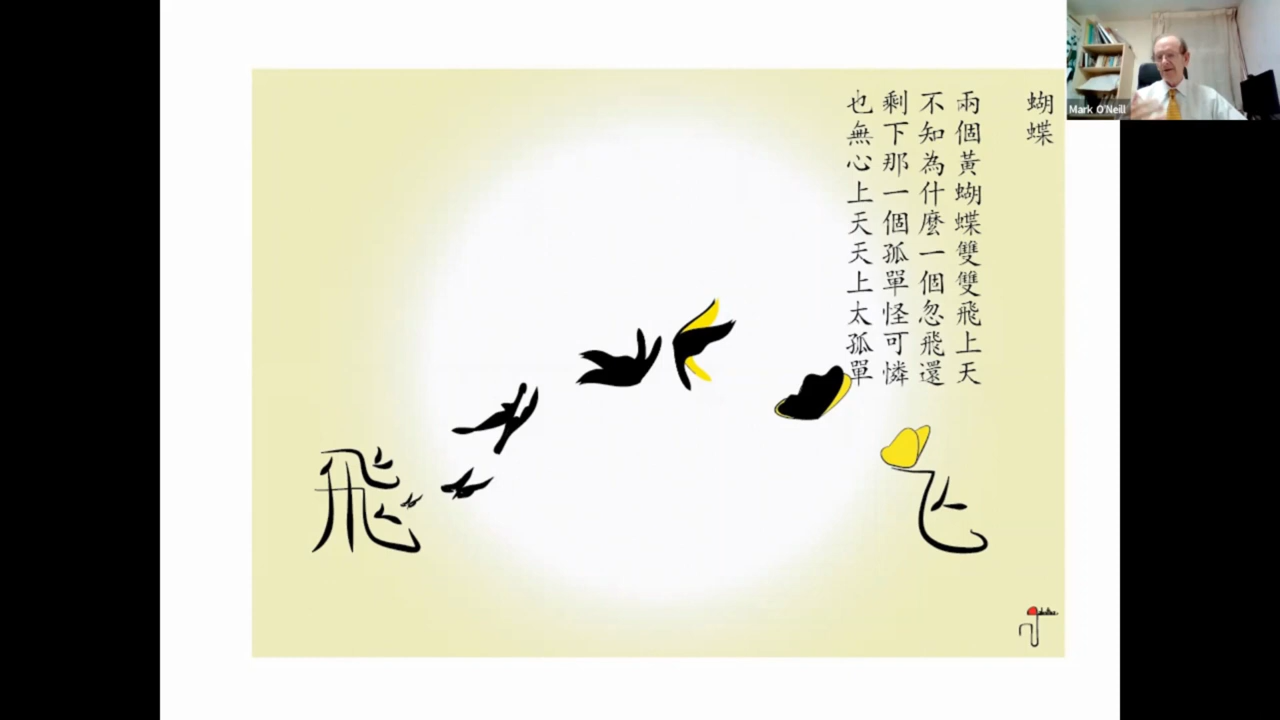 蝴蝶
兩個黃蝴蝶雙雙飛上天
不知為什麼一個忽飛還
剩下那一個孤單怪可憐
也無心上天天上太孤單
飛
飞
Mark O'Neill